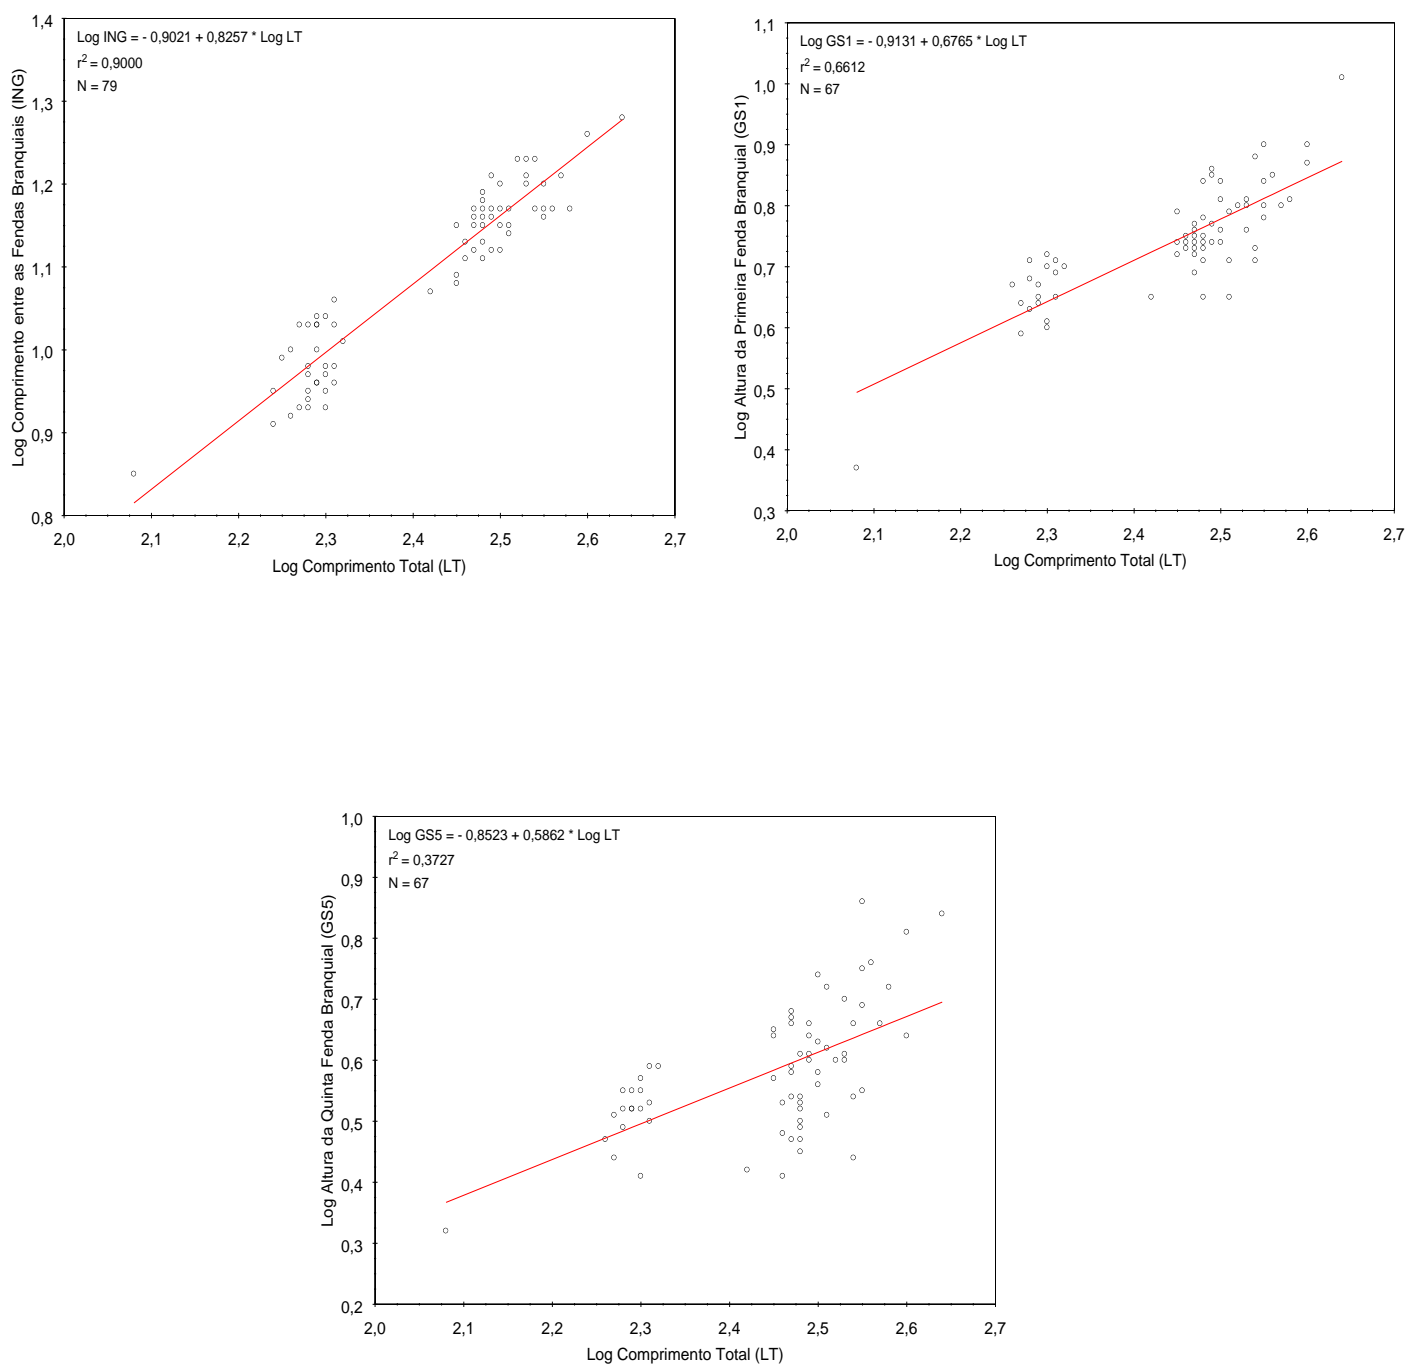 Log ING = - 0,9021 + 0,8257 * Log LT
r² = 0,9000
N = 79
Log Comprimento entre as Fendas Branquiais (ING)
1,4
1,3
1,2
1,1
1,0
0,9
0,8
2,0 2,1 2,2 2,3 2,4 2,5 2,6 2,7
Log Comprimento Total (LT)
Log GS1 = - 0,9131 + 0,6765 * Log LT
r² = 0,6612
N = 67
Log Altura da Primeira Fenda Branquial (GS1)
1,1
1,0
0,9
0,8
0,7
0,6
0,5
0,4
0,3
2,0 2,1 2,2 2,3 2,4 2,5 2,6 2,7
Log Comprimento Total (LT)
Log GS5 = - 0,8523 + 0,5862 * Log LT
r² = 0,3727
N = 67
Log Altura da Quinta Fenda Branquial (GS5)
1,0
0,9
0,8
0,7
0,6
0,5
0,4
0,3
0,2
2,0 2,1 2,2 2,3 2,4 2,5 2,6 2,7
Log Comprimento Total (LT)